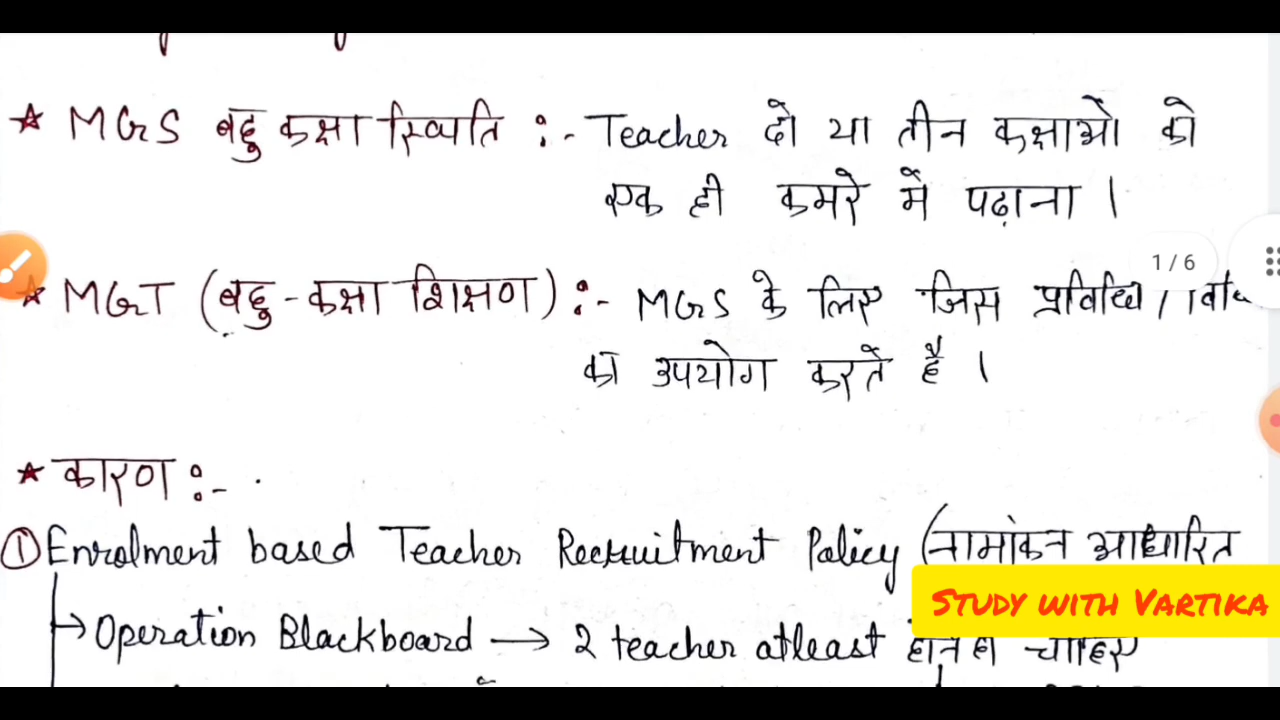 ★ MGS बहु कक्षा स्थिति :- Teacher दो या तीन कक्षाओं को
एक ही कमरे में पढ़ाना ।
1 / 6
★ MGT (बहु - कक्षा शिक्षण) :- MGS के लिए जिस प्रविधि /
का उपयोग करते है ।
★ कारण :-
① Enrolment based Teacher Recruitment Policy (नामांकन आधारित
STUDY WITH VARTIKA
→ Operation Blackboard → 2 teacher atleast होने ही चाहिए